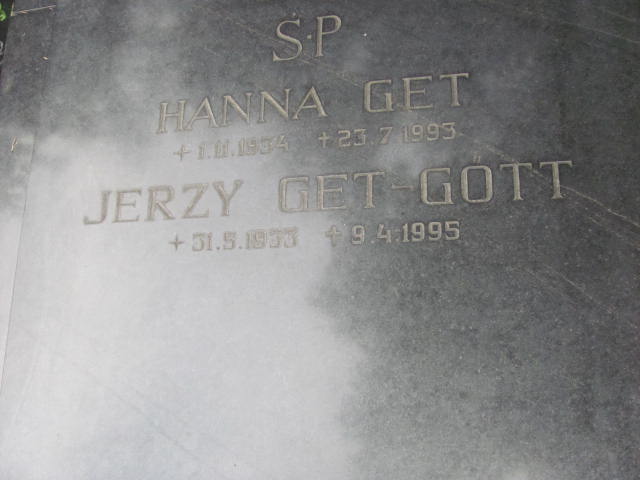 S.P
HANNA GET
+ 1.11.1934 + 23.7 1993
JERZY GET-GÖTT
+ 31.5.1933 + 9.4.1995